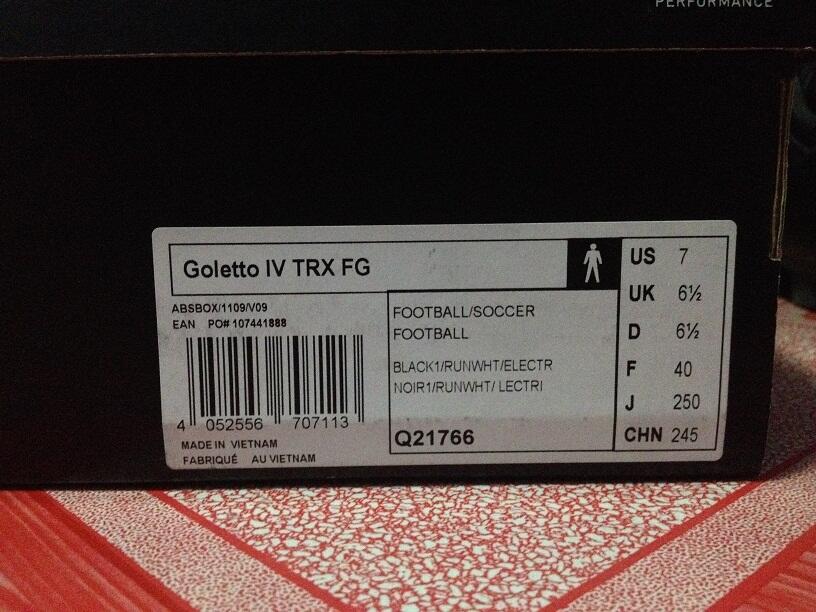 PERFORMANCE
Goletto IV TRX FG
ABSBOX/1109/V09
EAN PO# 107441888
4 052556 707113
MADE IN VIETNAM
FABRIQUÉ AU VIETNAM
FOOTBALL/SOCCER
FOOTBALL
BLACK1/RUNWHT/ELECTR
NOIR1/RUNWHT/ LECTRI
Q21766
US 7
UK 6½
D 6½
F 40
J 250
CHN 245